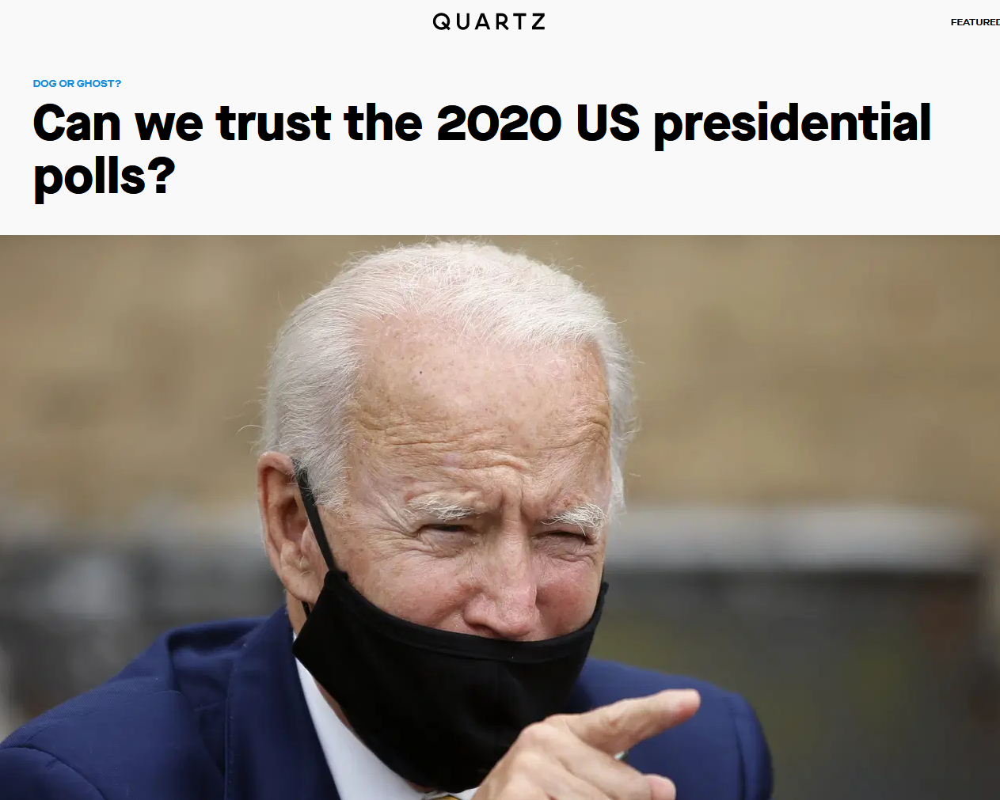 QUARTZ
FEATURED
DOG OR GHOST?
Can we trust the 2020 US presidential
polls?